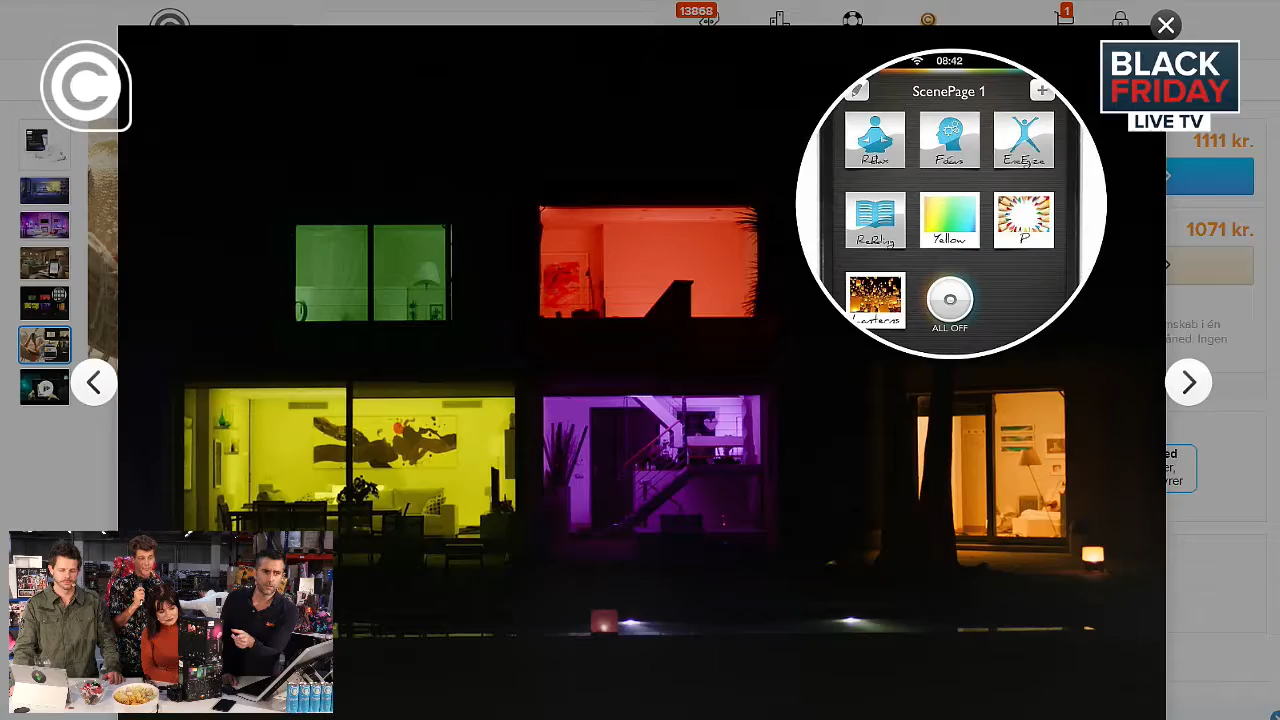 13868
1
BLACK
FRIDAY
LIVE TV
08:42
ScenePage 1
Relax
Focus
Energize
Reading
Yellow
P
Lanterns
ALL OFF
1111 kr.
1071 kr.
mskab i én
åned. Ingen
ed
er,
yrer